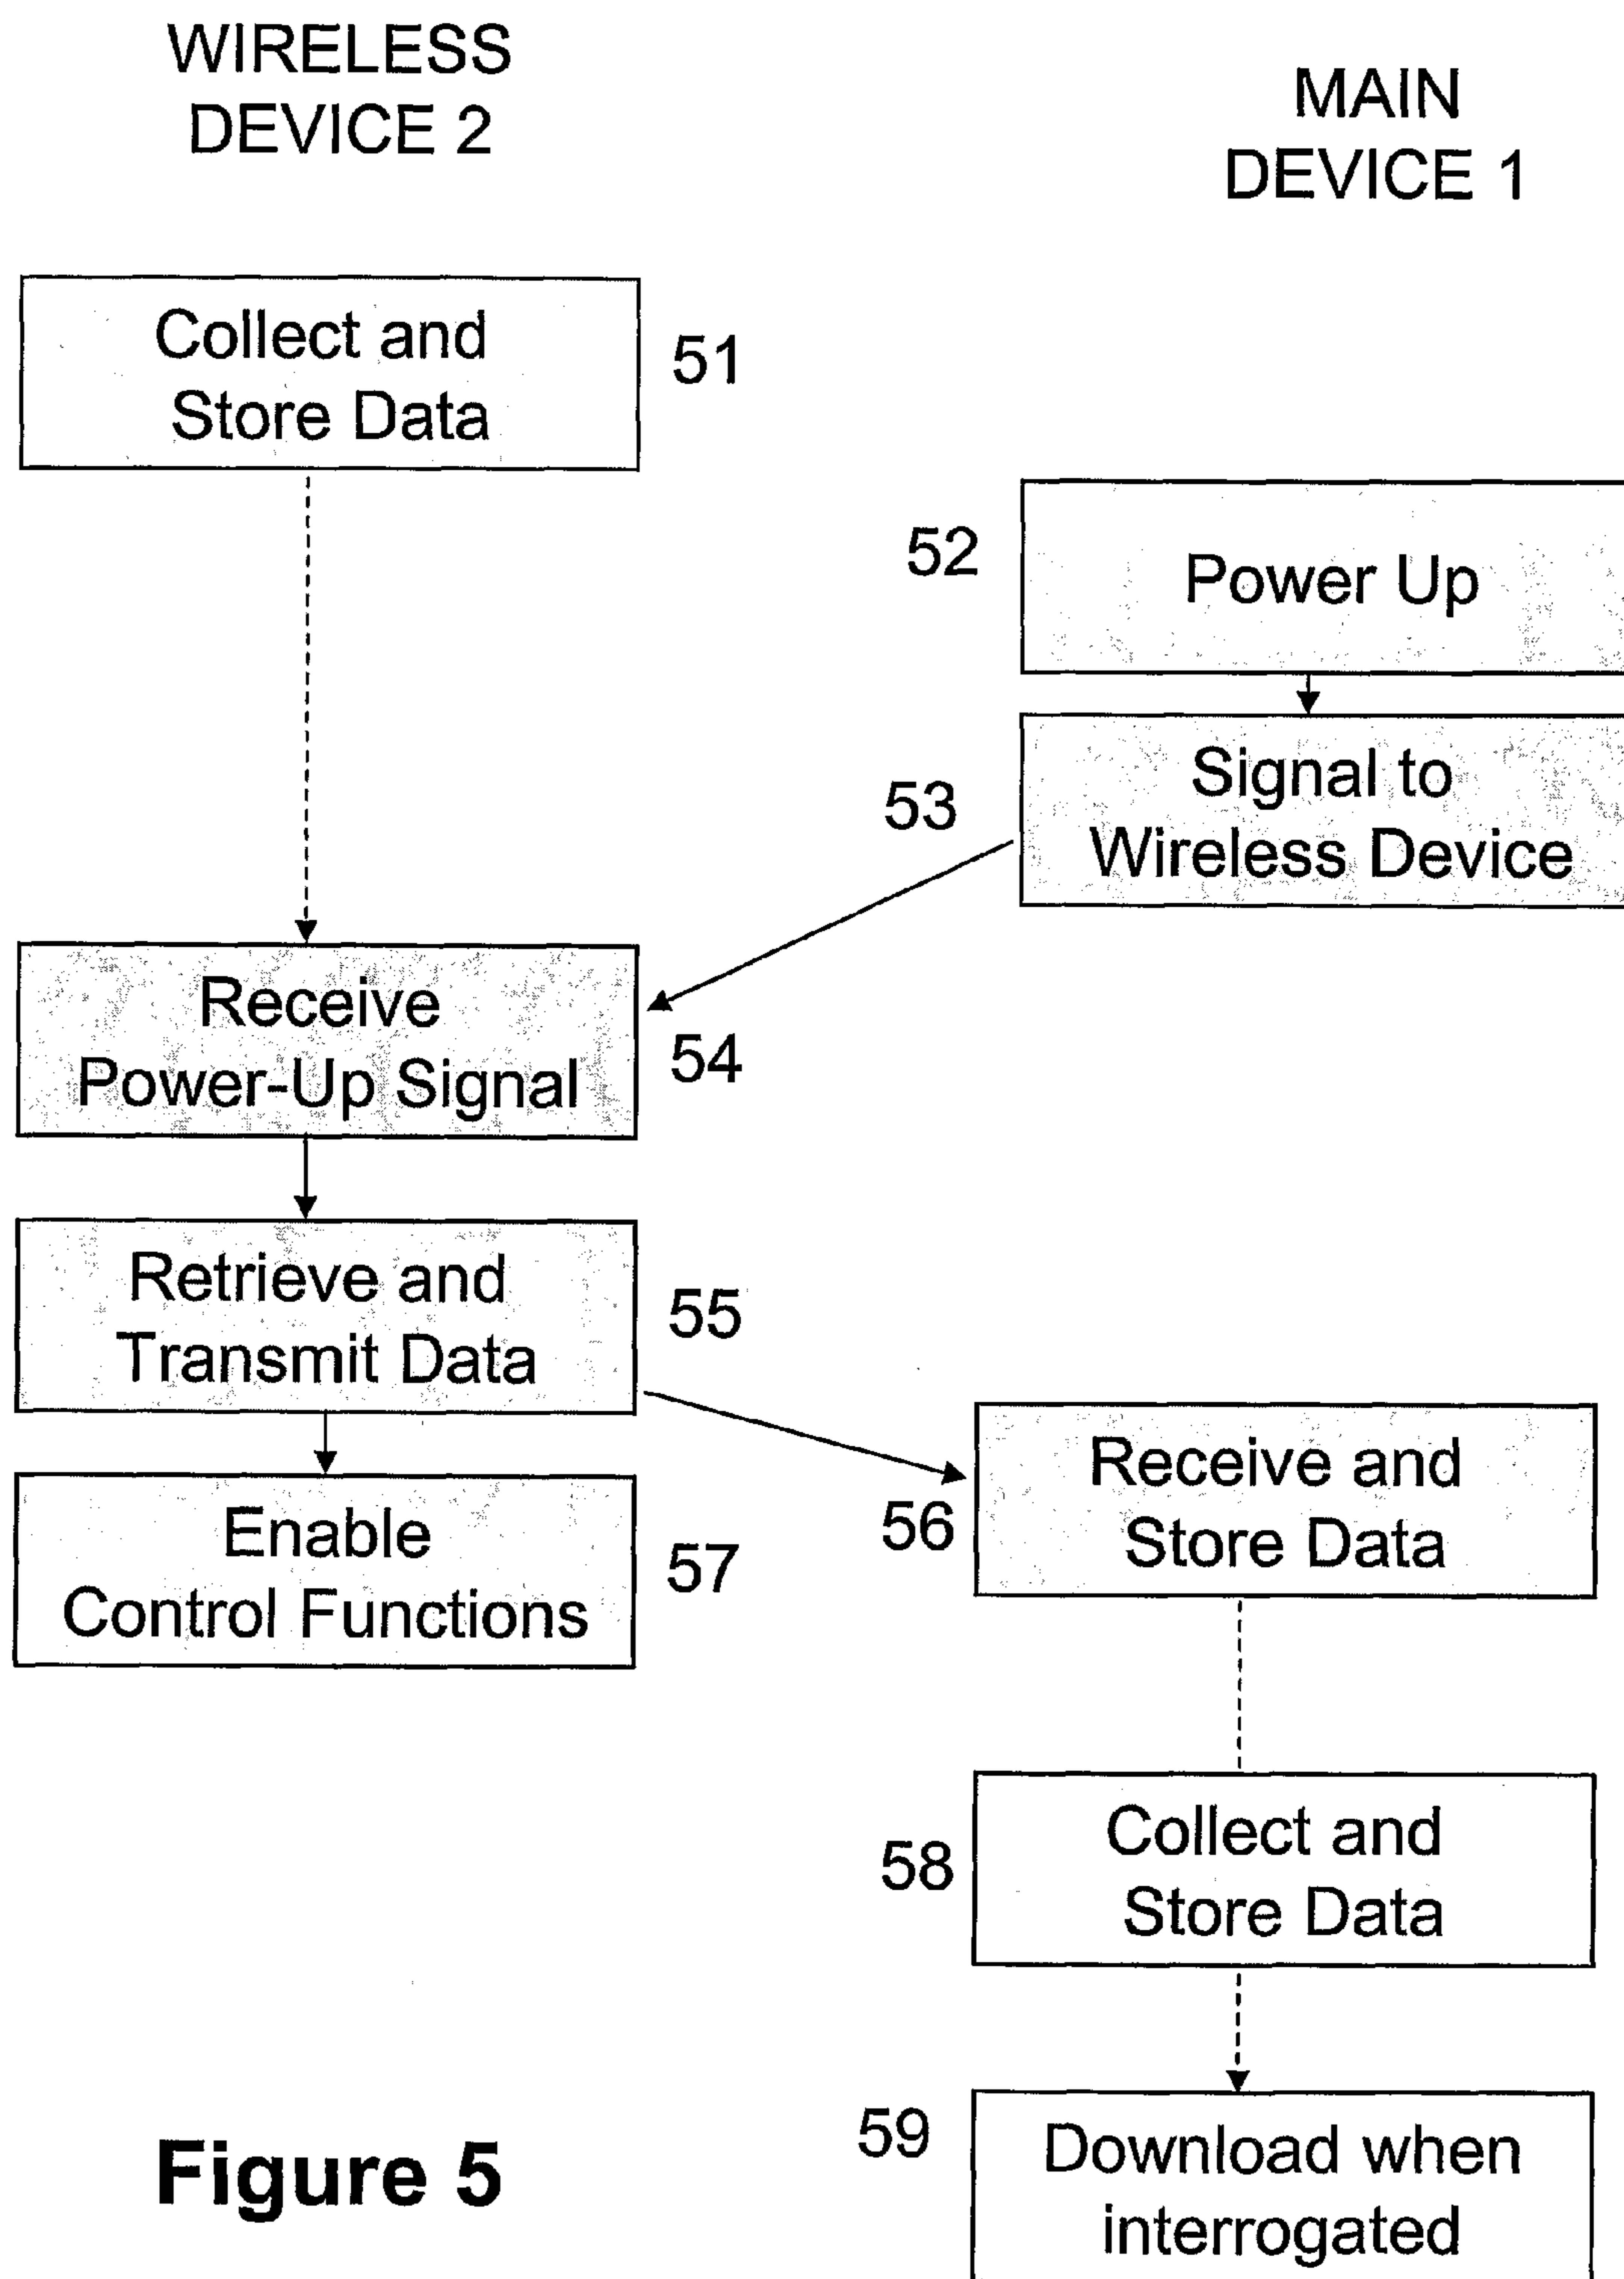 WIRELESS
DEVICE 2
MAIN
DEVICE 1
Collect and
Store Data
51
52
Power Up
53
Signal to
Wireless Device
Receive
Power-Up Signal
54
Retrieve and
Transmit Data
55
56
Receive and
Store Data
Enable
Control Functions
57
58
Collect and
Store Data
59
Download when
interrogated
Figure 5